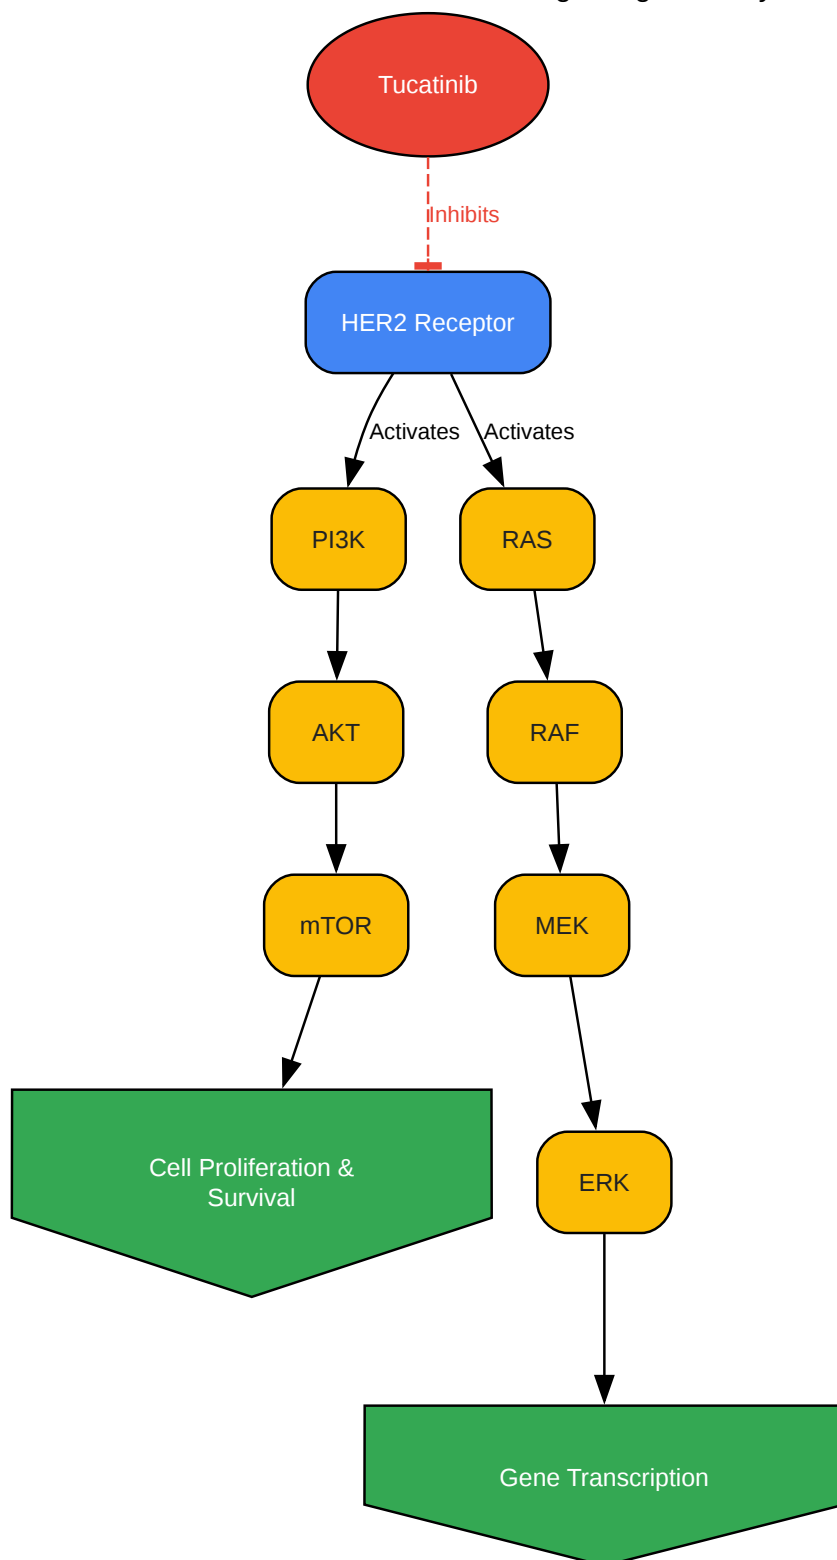 Tucatinib
Inhibits
HER2 Receptor
Activates Activates
PI3K RAS
AKT RAF
mTOR MEK
Cell Proliferation &
Survival
ERK
Gene Transcription